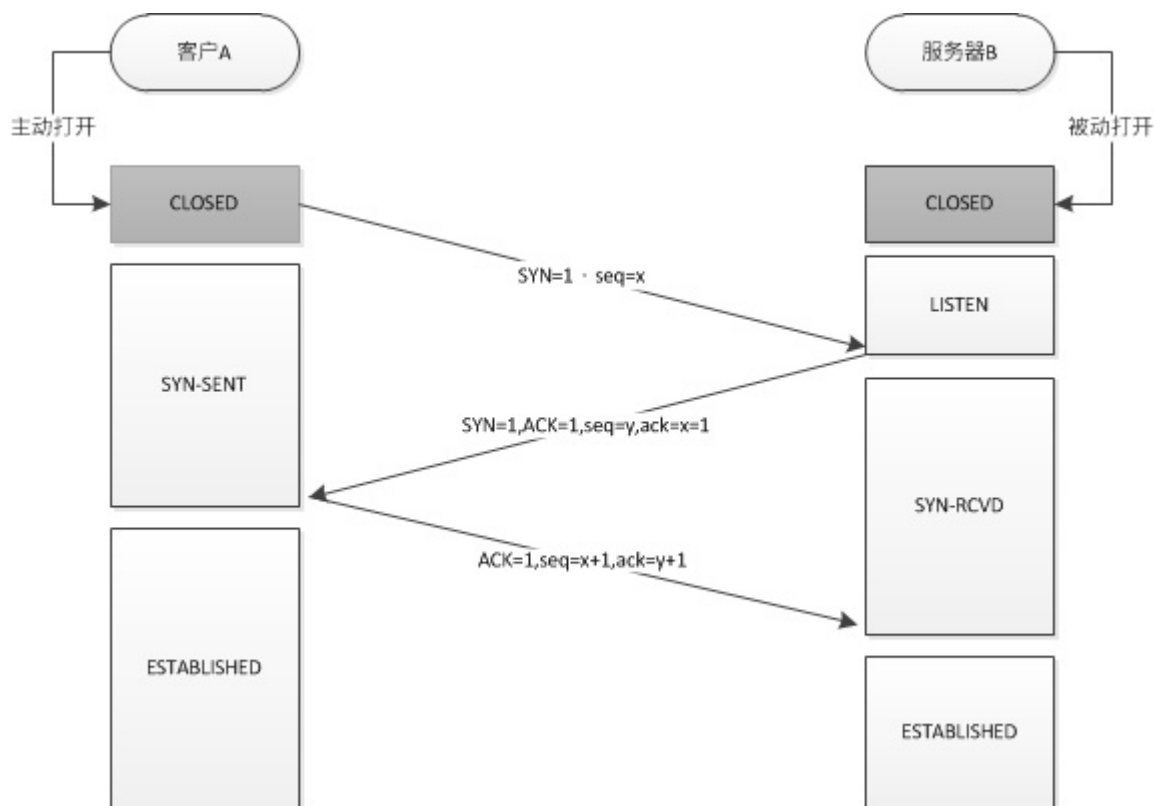 客户A
服务器B
主动打开
被动打开
CLOSED
CLOSED
SYN=1 · seq=x
LISTEN
SYN-SENT
SYN=1,ACK=1,seq=y,ack=x=1
SYN-RCVD
ACK=1,seq=x+1,ack=y+1
ESTABLISHED
ESTABLISHED